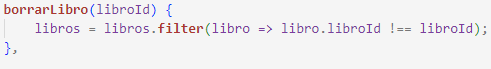 borrarLibro(libroId) {
    libros = libros.filter(libro => libro.libroId !== libroId);
},